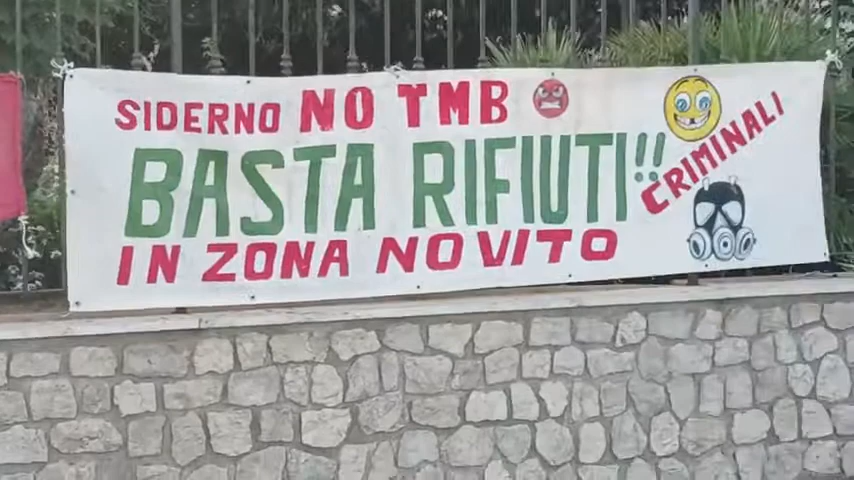 SIDERNO NO TMB
BASTA RIFIUTI!!
CRIMINALI
IN ZONA NOVITO